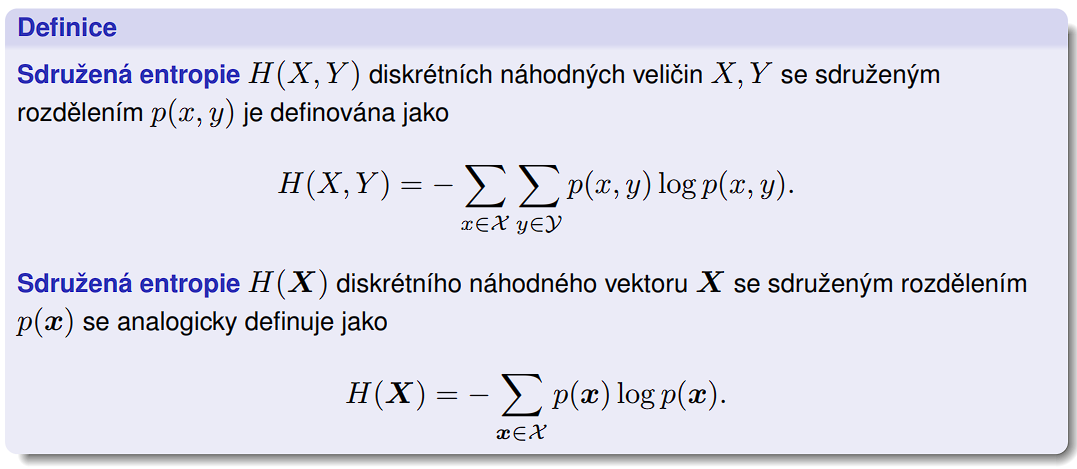 Definice
Sdružená entropie H(X, Y) diskrétních náhodných veličin X, Y se sdruženým
rozdělením p(x, y) je definována jako
H(X, Y) = − ∑_{x∈𝒳} ∑_{y∈𝒴} p(x, y) log p(x, y).
Sdružená entropie H(𝑿) diskrétního náhodného vektoru 𝑿 se sdruženým rozdělením
p(𝒙) se analogicky definuje jako
H(𝑿) = − ∑_{𝒙∈𝒳} p(𝒙) log p(𝒙).